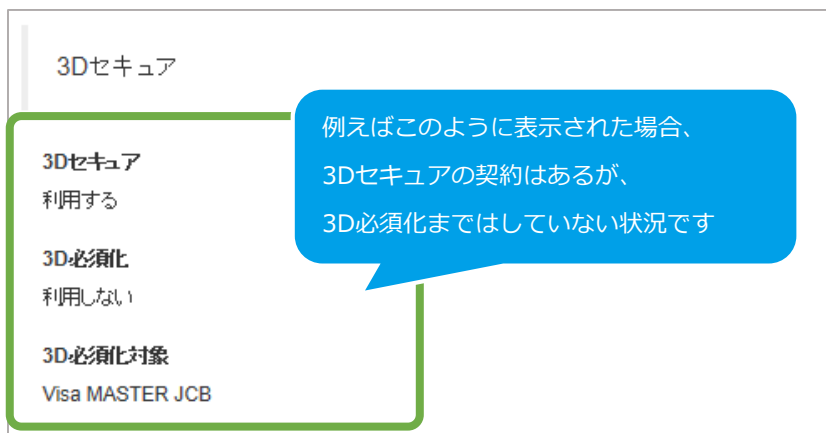 3Dセキュア
例えばこのように表示された場合、
3Dセキュアの契約はあるが、
3D必須化まではしていない状況です
3Dセキュア
利用する
3D必須化
利用しない
3D必須化対象
Visa MASTER JCB